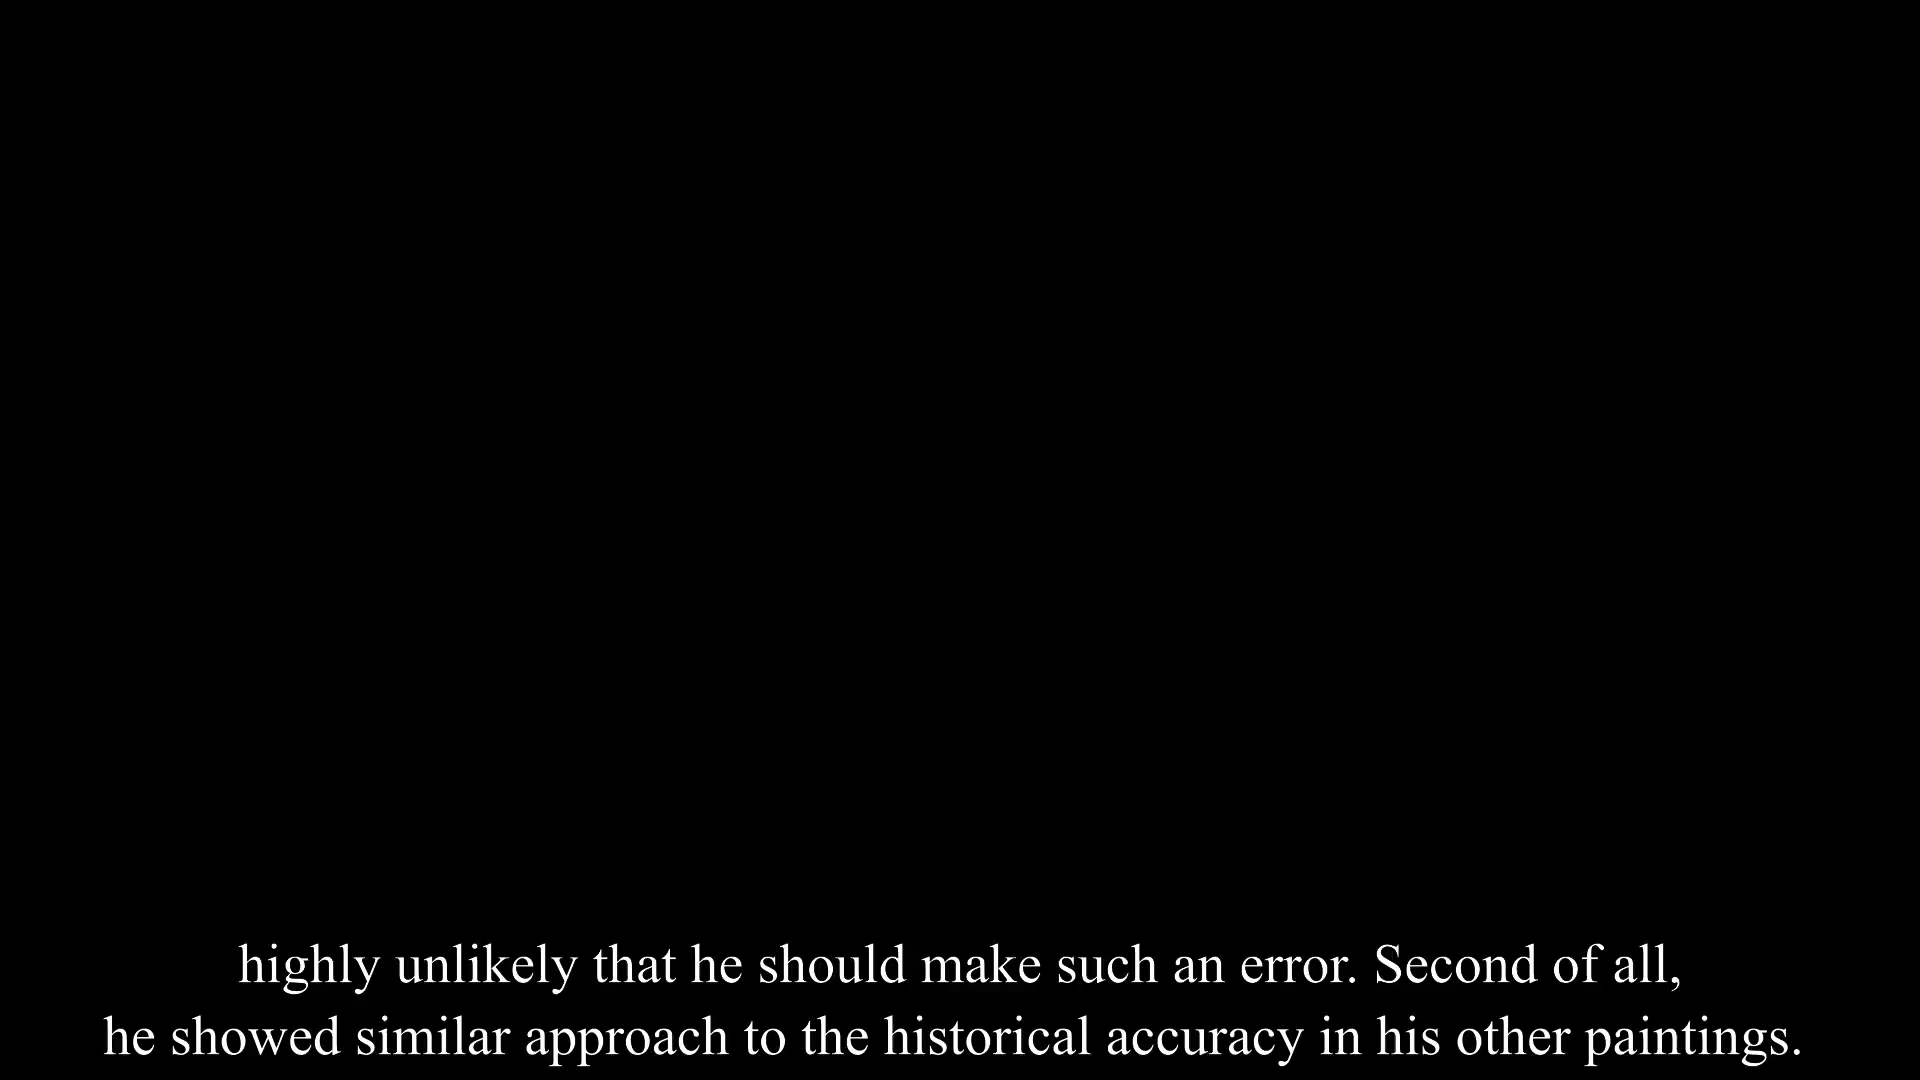 highly unlikely that he should make such an error. Second of all,
he showed similar approach to the historical accuracy in his other paintings.